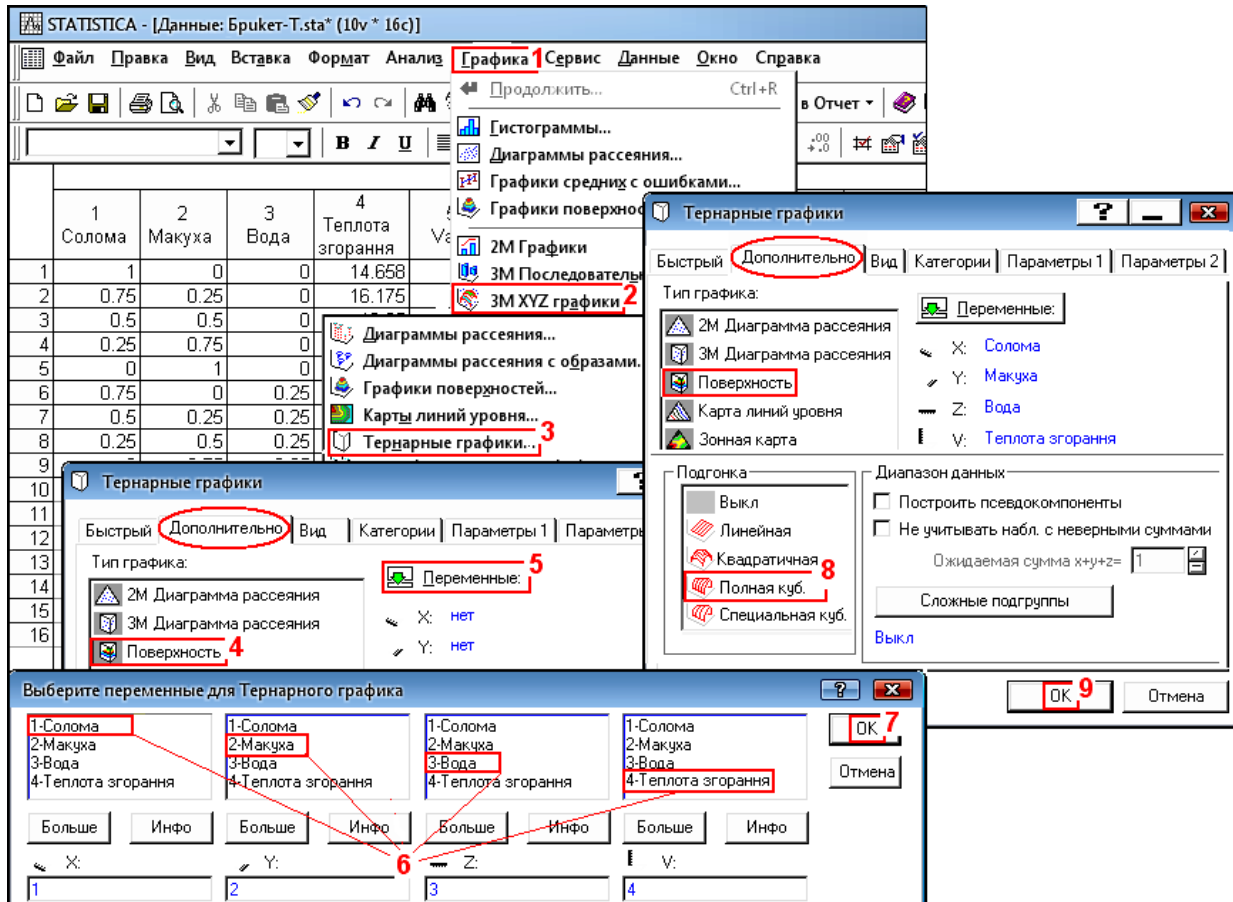 STATISTICA - [Данные: Брикет-Т.sta* (10v * 16c)]
Файл Правка Вид Вставка Формат Анализ Графика 1 Сервис Данные Окно Справка
Продолжить... Ctrl+R
в Отчет
Гистограммы...
B I U
Диаграммы рассеяния...
Графики средних с ошибками...
Графики поверхнос
2М Графики
3М Последователь
3М XYZ графики 2
1 Солома
2 Макуха
3 Вода
4 Теплота згорання
Va
1 1 0 0 14.658
2 0.75 0.25 0 16.175
3 0.5 0.5 0
4 0.25 0.75 0
5 0 1 0
6 0.75 0 0.25
7 0.5 0.25 0.25
8 0.25 0.5 0.25
9
10
11
12
13
14
15
16
Диаграммы рассеяния...
Диаграммы рассеяния с образами.
Графики поверхностей...
Карты линий уровня...
Тернарные графики... 3
Тернарные графики
Быстрый Дополнительно Вид Категории Параметры 1 Параметры 2
Тип графика:
Переменные:
2М Диаграмма рассеяния
3М Диаграмма рассеяния
Поверхность
Карта линий уровня
Зонная карта
X: Солома
Y: Макуха
Z: Вода
V: Теплота згорання
Подгонка
Выкл
Линейная
Квадратичная
Полная куб. 8
Специальная куб.
Диапазон данных
Построить псевдокомпоненты
Не учитывать набл. с неверными суммами
Ожидаемая сумма x+y+z= 1
Сложные подгруппы
Выкл
OK 9 Отмена
Тернарные графики
Быстрый Дополнительно Вид Категории Параметры 1 Параметры
Тип графика:
Переменные: 5
2М Диаграмма рассеяния
3М Диаграмма рассеяния
Поверхность 4
X: нет
Y: нет
Выберите переменные для Тернарного графика
1-Солома 1-Солома 1-Солома 1-Солома OK 7
2-Макуха 2-Макуха 2-Макуха 2-Макуха
3-Вода 3-Вода 3-Вода 3-Вода
4-Теплота згорання 4-Теплота згорання 4-Теплота згорання 4-Теплота згорання Отмена
Больше Инфо Больше Инфо Больше Инфо Больше Инфо
X: Y: 6 Z: V:
1 2 3 4